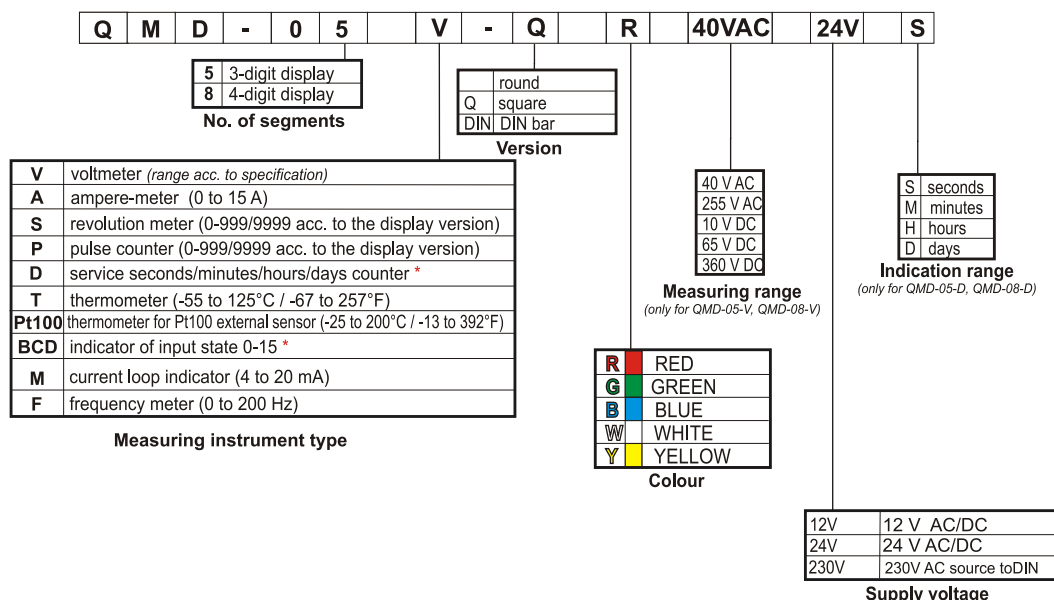 Q M D - 0 5 V - Q R 40VAC 24V S
5 3-digit display
8 4-digit display
No. of segments
round
Q square
DIN DIN bar
Version
V voltmeter (range acc. to specification)
A ampere-meter (0 to 15 A)
S revolution meter (0-999/9999 acc. to the display version)
P pulse counter (0-999/9999 acc. to the display version)
D service seconds/minutes/hours/days counter *
T thermometer (-55 to 125°C / -67 to 257°F)
Pt100 thermometer for Pt100 external sensor (-25 to 200°C / -13 to 392°F)
BCD indicator of input state 0-15 *
M current loop indicator (4 to 20 mA)
F frequency meter (0 to 200 Hz)
Measuring instrument type
40 V AC
255 V AC
10 V DC
65 V DC
360 V DC
Measuring range
(only for QMD-05-V, QMD-08-V)
S seconds
M minutes
H hours
D days
Indication range
(only for QMD-05-D, QMD-08-D)
R RED
G GREEN
B BLUE
W WHITE
Y YELLOW
Colour
12V 12 V AC/DC
24V 24 V AC/DC
230V 230V AC source toDIN
Supply voltage